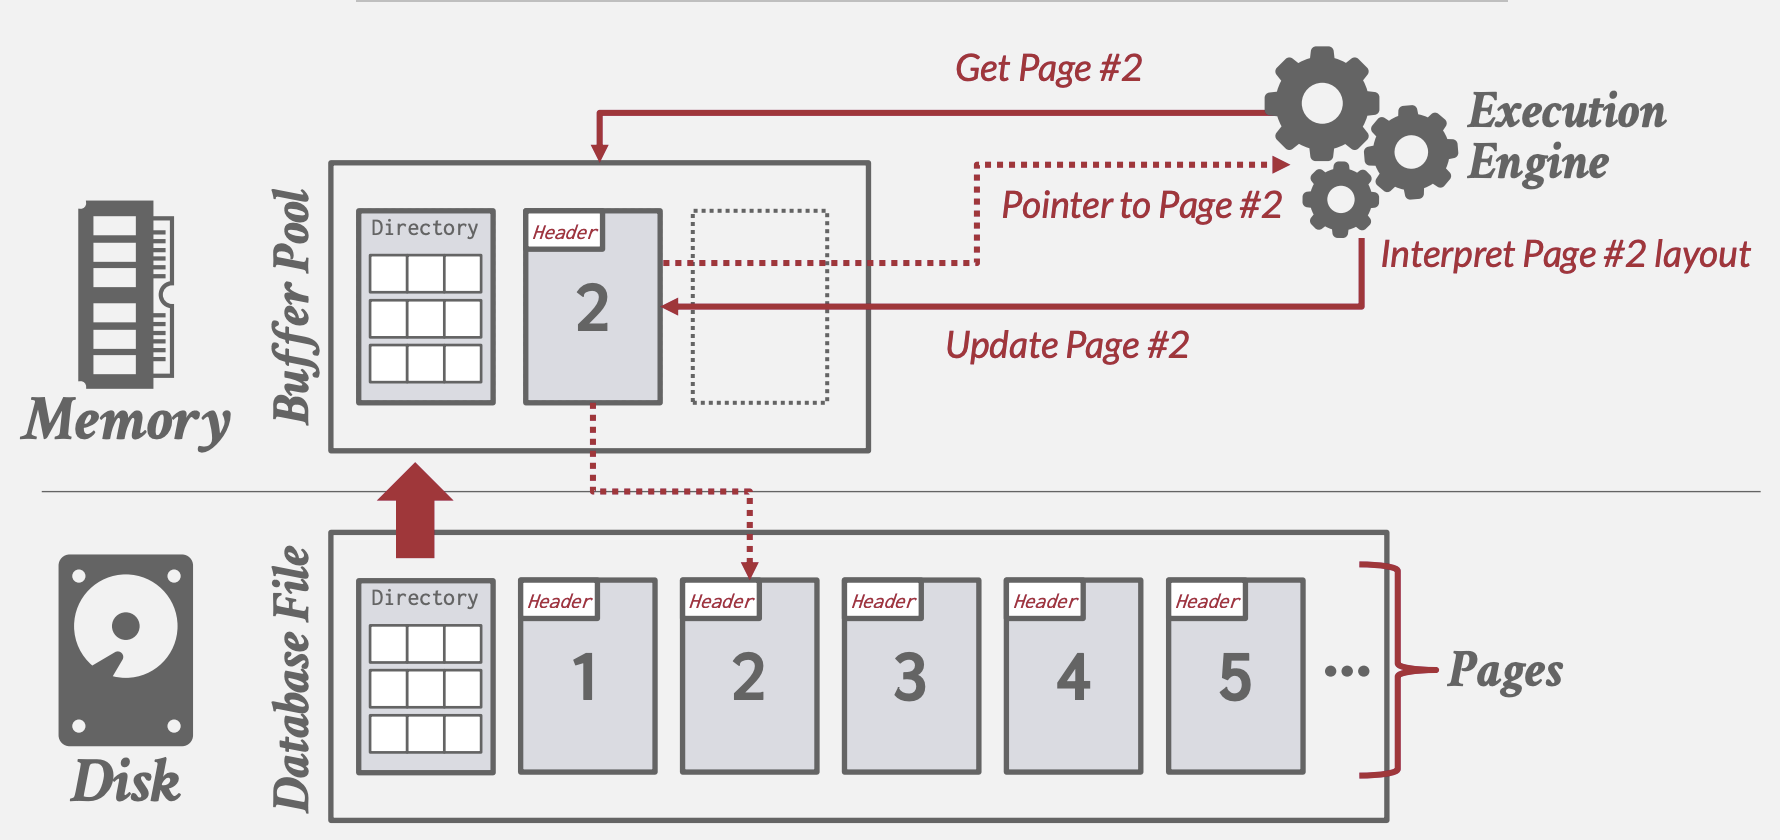 Get Page #2
Execution
Engine
Pointer to Page #2
Interpret Page #2 layout
Update Page #2
Memory
Buffer Pool
Directory
Header
2
Disk
Database File
Directory
Header
1
Header
2
Header
3
Header
4
Header
5
...
Pages